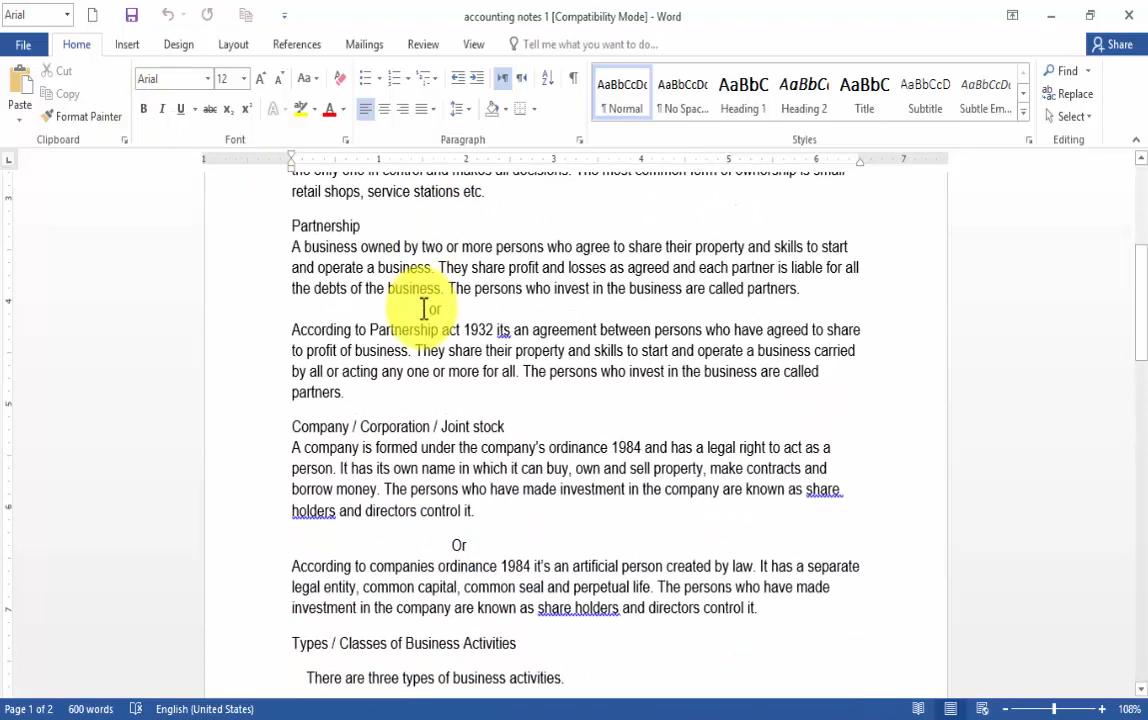 Arial
accounting notes 1 [Compatibility Mode] - Word
File Home Insert Design Layout References Mailings Review View Tell me what you want to do... Share
Paste
Cut
Copy
Format Painter
Clipboard
Arial 12
Font
Paragraph
AaBbCcDc AaBbCcDc AaBbC AaBbCc AaBbC AaBbCcD AaBbCcDc
¶ Normal ¶ No Spac... Heading 1 Heading 2 Title Subtitle Subtle Em...
Styles
Find
Replace
Select
Editing
1 1 2 3 4 5 6 7
the only one in control and makes all decisions. The most common form of ownership is small
retail shops, service stations etc.
Partnership
A business owned by two or more persons who agree to share their property and skills to start
and operate a business. They share profit and losses as agreed and each partner is liable for all
the debts of the business. The persons who invest in the business are called partners.
or
According to Partnership act 1932 its an agreement between persons who have agreed to share
to profit of business. They share their property and skills to start and operate a business carried
by all or acting any one or more for all. The persons who invest in the business are called
partners.
Company / Corporation / Joint stock
A company is formed under the company's ordinance 1984 and has a legal right to act as a
person. It has its own name in which it can buy, own and sell property, make contracts and
borrow money. The persons who have made investment in the company are known as share
holders and directors control it.
Or
According to companies ordinance 1984 it's an artificial person created by law. It has a separate
legal entity, common capital, common seal and perpetual life. The persons who have made
investment in the company are known as share holders and directors control it.
Types / Classes of Business Activities
There are three types of business activities.
Page 1 of 2 600 words English (United States) 108%